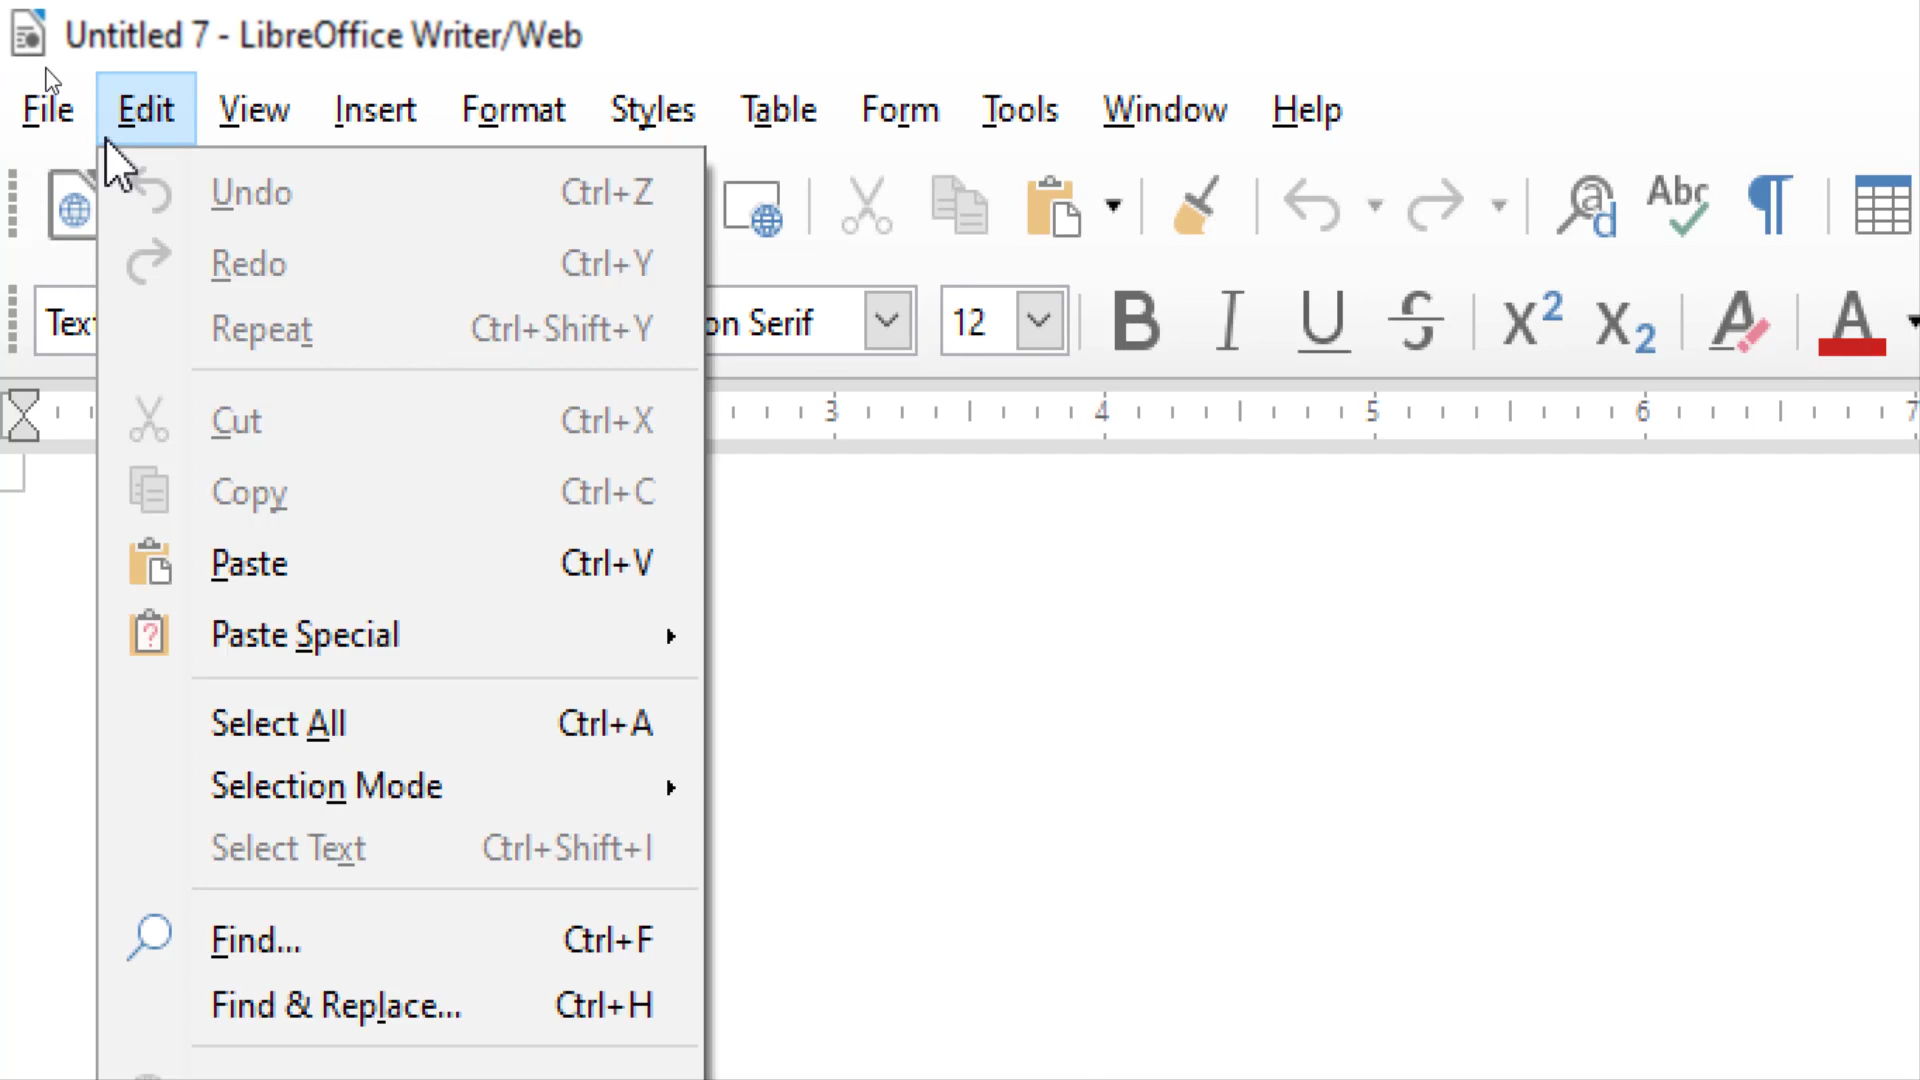 Untitled 7 - LibreOffice Writer/Web
File Edit View Insert Format Styles Table Form Tools Window Help
Undo Ctrl+Z
Redo Ctrl+Y
Repeat Ctrl+Shift+Y
Cut Ctrl+X
Copy Ctrl+C
Paste Ctrl+V
Paste Special
Select All Ctrl+A
Selection Mode
Select Text Ctrl+Shift+I
Find... Ctrl+F
Find & Replace... Ctrl+H
Abc
Tex
on Serif 12 B I U S X2 X2 A A
3 4 5 6 7